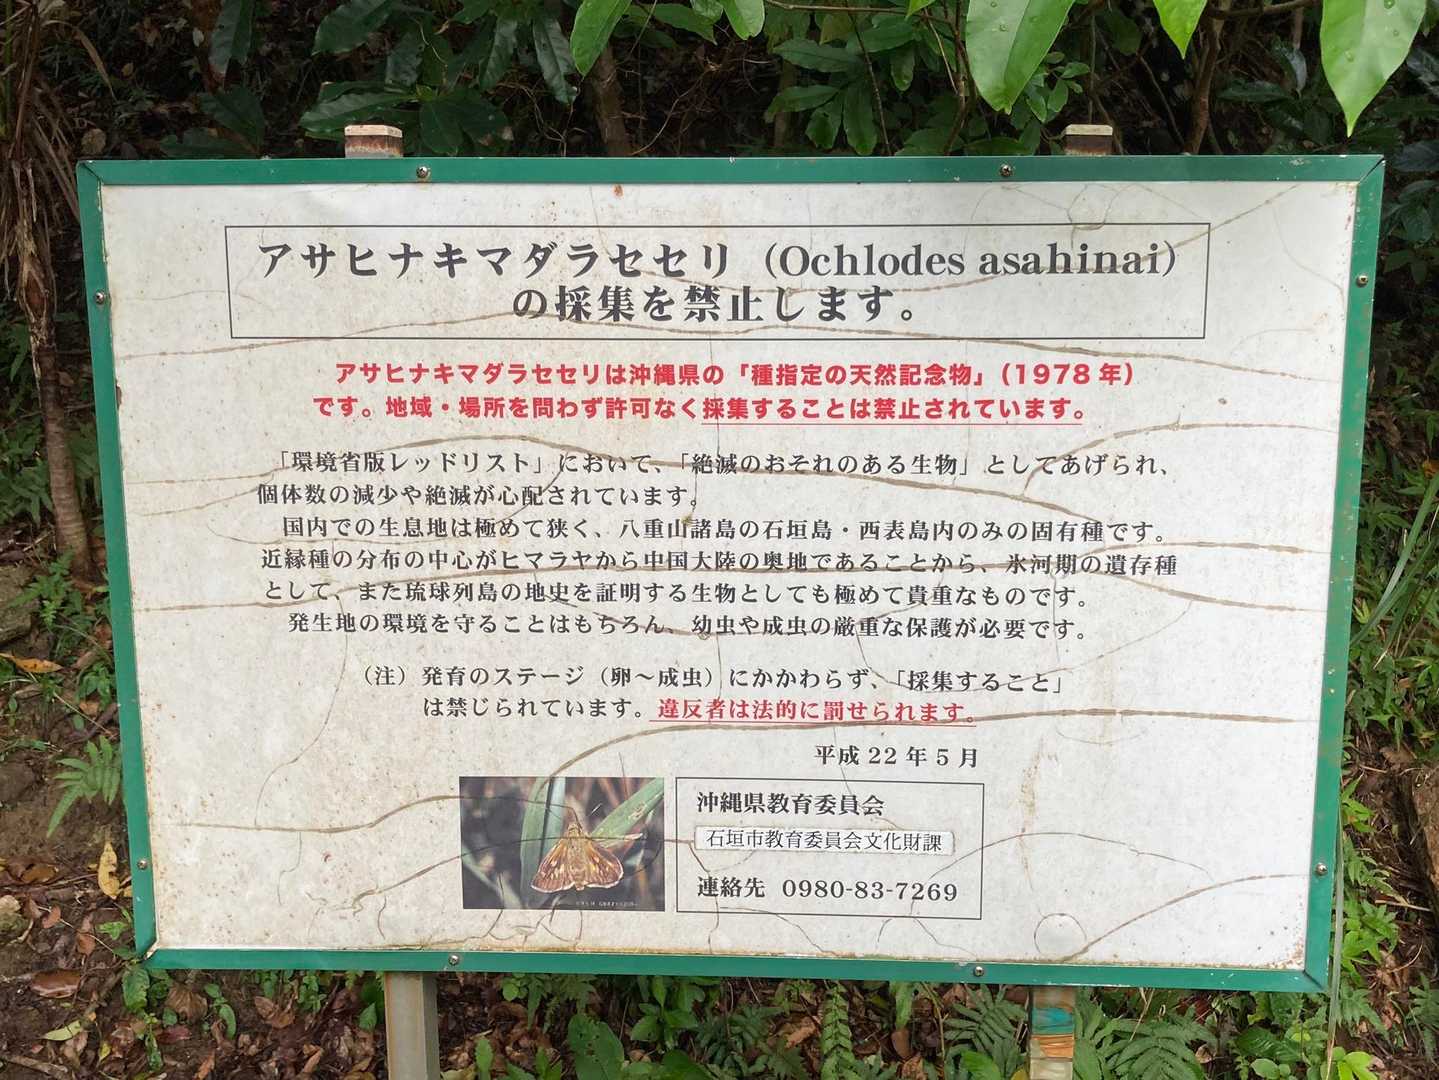 アサヒナキマダラセセリ（Ochlodes asahinai）
の採集を禁止します。
アサヒナキマダラセセリは沖縄県の「種指定の天然記念物」（1978 年）
です。地域・場所を問わず許可なく採集することは禁止されています。
「環境省版レッドリスト」において、「絶滅のおそれのある生物」としてあげられ、
個体数の減少や絶滅が心配されています。
国内での生息地は極めて狭く、八重山諸島の石垣島・西表島内のみの固有種です。
近縁種の分布の中心がヒマラヤから中国大陸の奥地であることから、氷河期の遺存種
として、また琉球列島の地史を証明する生物としても極めて貴重なものです。
発生地の環境を守ることはもちろん、幼虫や成虫の厳重な保護が必要です。
（注）発育のステージ（卵～成虫）にかかわらず、「採集すること」
は禁じられています。違反者は法的に罰せられます。
平成 22 年 5 月
沖縄県教育委員会
石垣市教育委員会文化財課
連絡先 0980-83-7269